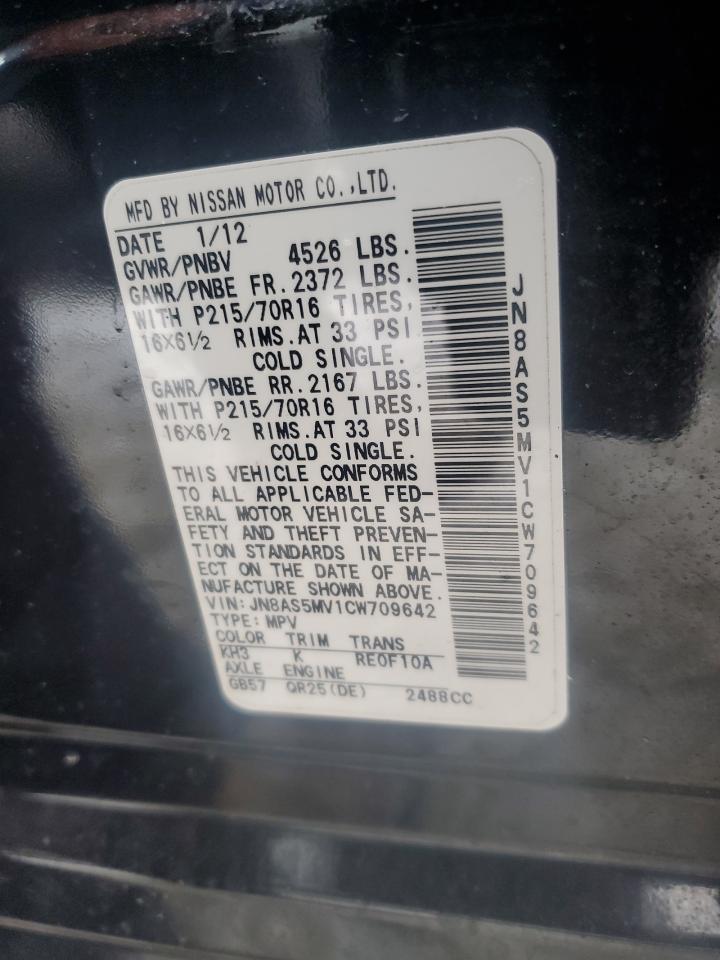 MFD BY NISSAN MOTOR CO.,LTD.
DATE 1/12
GVWR/PNBV 4526 LBS.
GAWR/PNBE FR.2372 LBS.
WITH P215/70R16 TIRES,
16X6½ RIMS.AT 33 PSI
COLD SINGLE.
GAWR/PNBE RR.2167 LBS.
WITH P215/70R16 TIRES,
16X6½ RIMS.AT 33 PSI
COLD SINGLE.
THIS VEHICLE CONFORMS
TO ALL APPLICABLE FED-
ERAL MOTOR VEHICLE SA-
FETY AND THEFT PREVEN-
TION STANDARDS IN EFF-
ECT ON THE DATE OF MA-
NUFACTURE SHOWN ABOVE.
VIN: JN8AS5MV1CW709642
TYPE: MPV
COLOR TRIM TRANS
KH3 K RE0F10A
AXLE ENGINE
GB57 QR25(DE) 2488CC
JN8AS5MV1CW709642